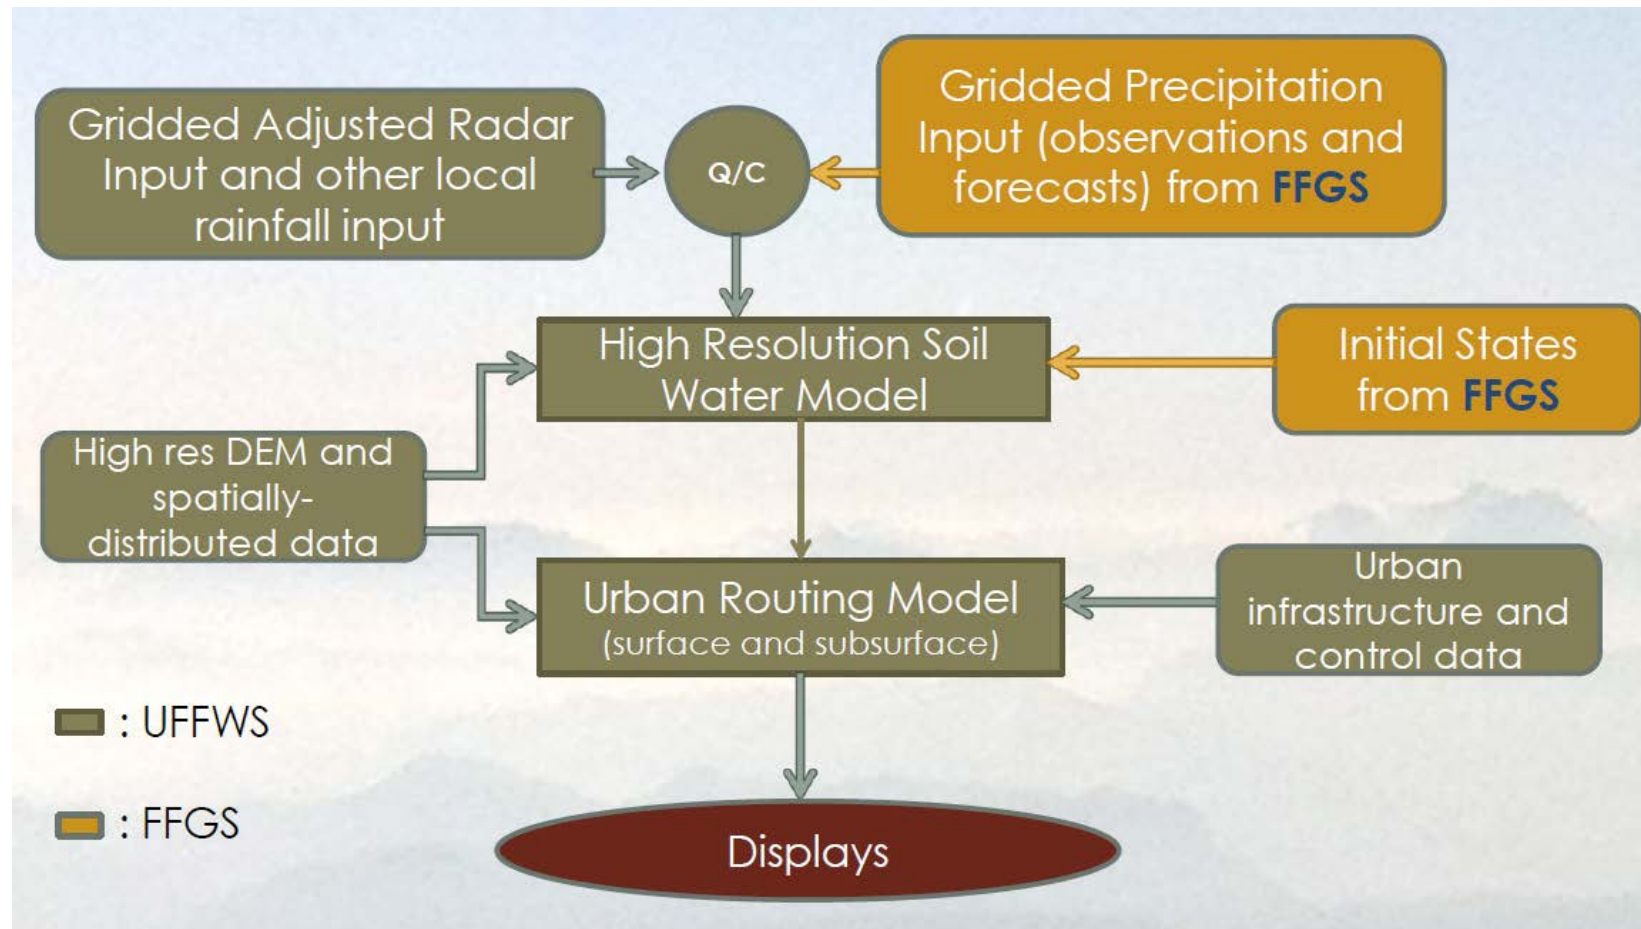 Gridded Adjusted Radar
Input and other local
rainfall input
Q/C
Gridded Precipitation
Input (observations and
forecasts) from FFGS
High Resolution Soil
Water Model
Initial States
from FFGS
High res DEM and
spatially-
distributed data
Urban Routing Model
(surface and subsurface)
Urban
infrastructure and
control data
: UFFWS
: FFGS
Displays